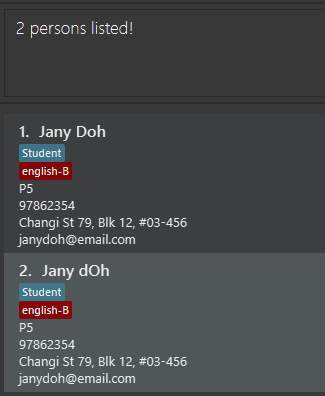 2 persons listed!
1. Jany Doh
Student
english-B
P5
97862354
Changi St 79, Blk 12, #03-456
janydoh@email.com
2. Jany dOh
Student
english-B
P5
97862354
Changi St 79, Blk 12, #03-456
janydoh@email.com